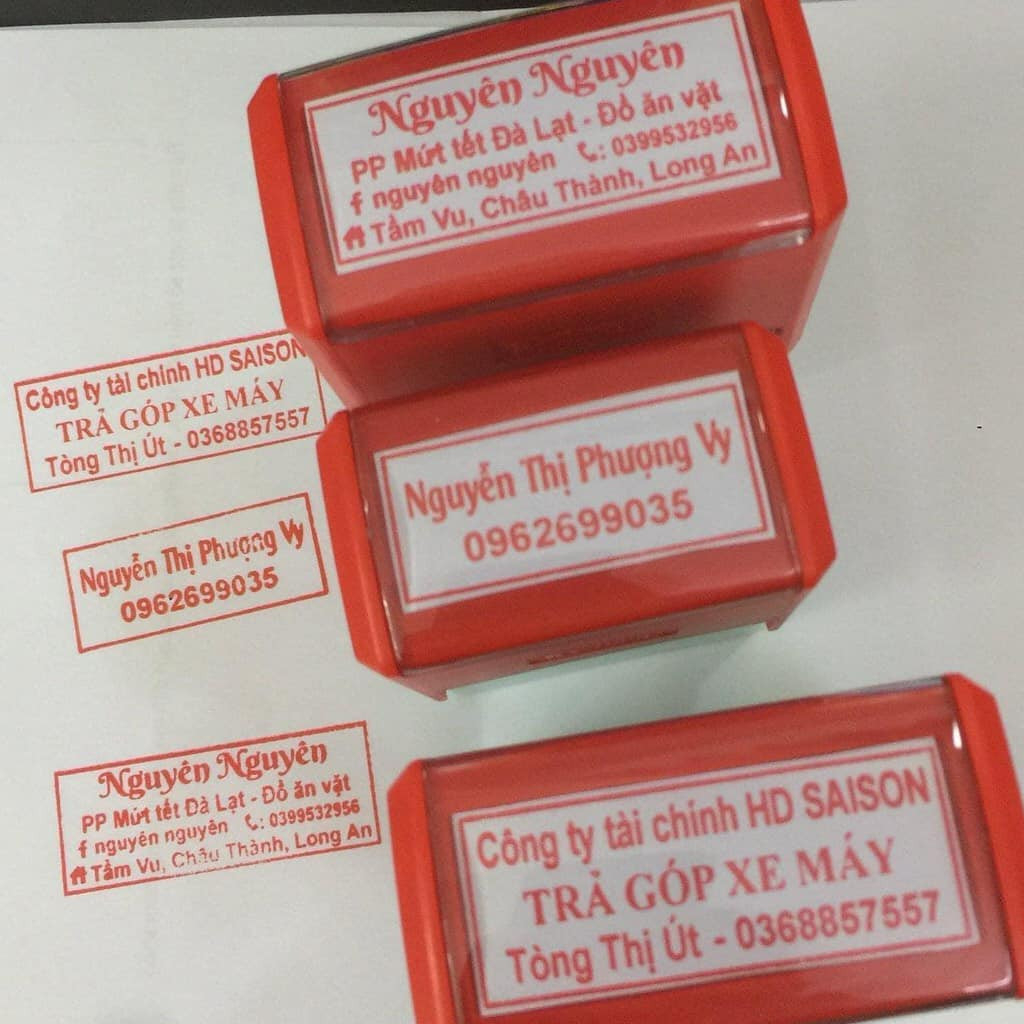 Nguyên Nguyên
PP Mứt tết Đà Lạt - Đồ ăn vặt
f nguyên nguyên : 0399532956
Tầm Vu, Châu Thành, Long An
Công ty tài chính HD SAISON
TRẢ GÓP XE MÁY
Tòng Thị Út - 0368857557
Nguyễn Thị Phượng Vy
0962699035
Nguyễn Thị Phượng Vy
0962699035
Nguyên Nguyên
PP Mứt tết Đà Lạt - Đồ ăn vặt
f nguyên nguyên : 0399532956
Tầm Vu, Châu Thành, Long An
Công ty tài chính HD SAISON
TRẢ GÓP XE MÁY
Tòng Thị Út - 0368857557